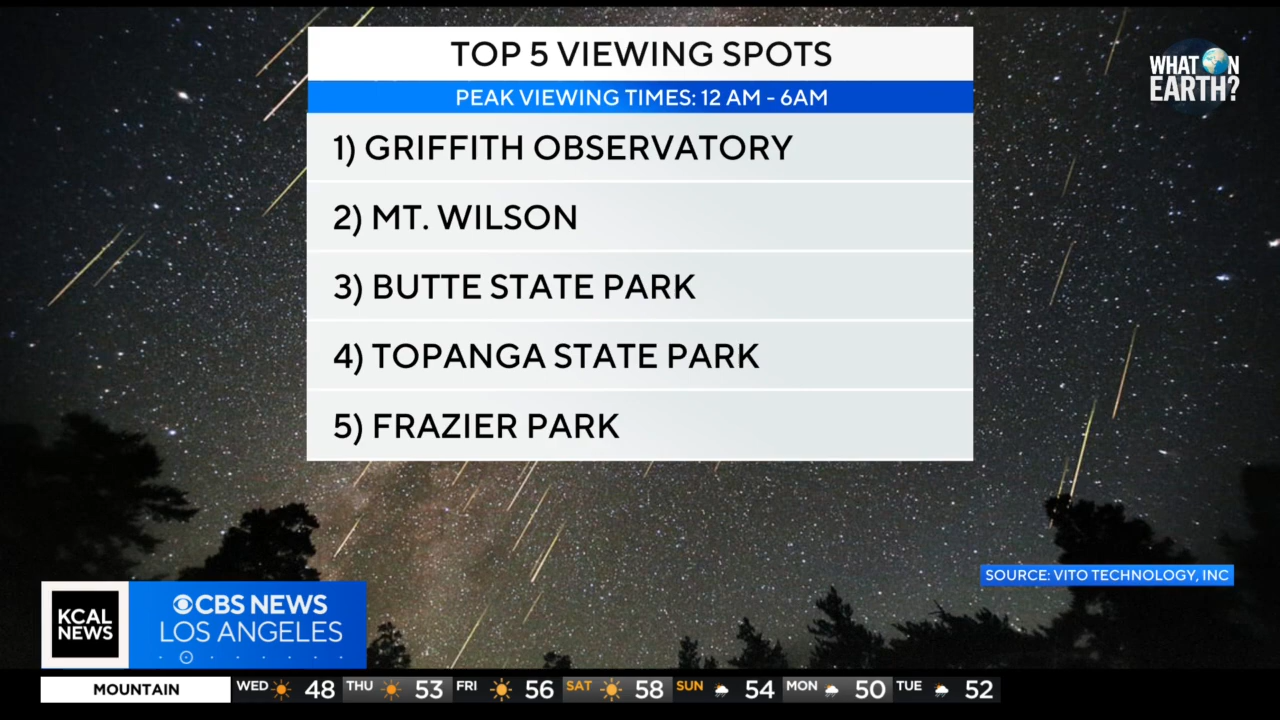 TOP 5 VIEWING SPOTS
PEAK VIEWING TIMES: 12 AM - 6AM
WHAT ON
EARTH?
1) GRIFFITH OBSERVATORY
2) MT. WILSON
3) BUTTE STATE PARK
4) TOPANGA STATE PARK
5) FRAZIER PARK
SOURCE: VITO TECHNOLOGY, INC
KCAL
NEWS
CBS NEWS
LOS ANGELES
MOUNTAIN WED 48 THU 53 FRI 56 SAT 58 SUN 54 MON 50 TUE 52